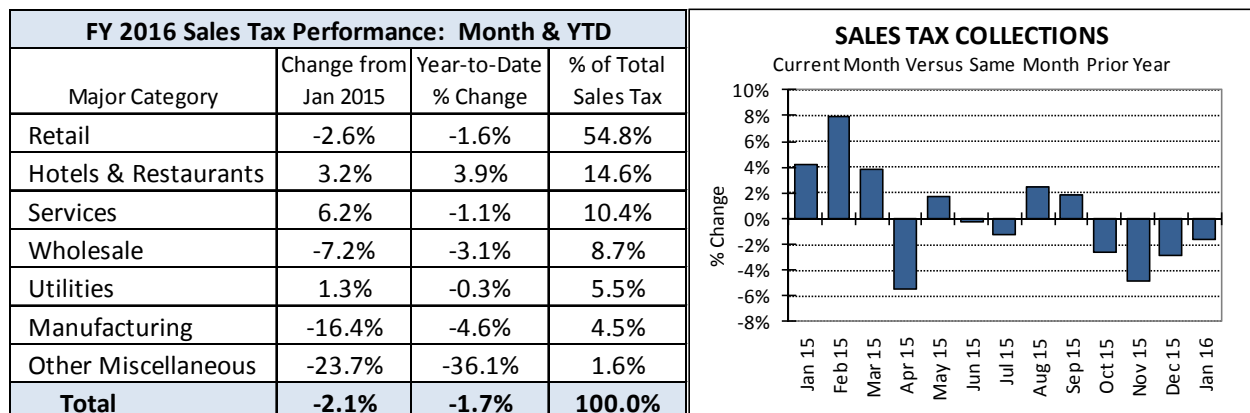 FY 2016 Sales Tax Performance: Month & YTD
Major Category Change from Jan 2015 Year-to-Date % Change % of Total Sales Tax
Retail -2.6% -1.6% 54.8%
Hotels & Restaurants 3.2% 3.9% 14.6%
Services 6.2% -1.1% 10.4%
Wholesale -7.2% -3.1% 8.7%
Utilities 1.3% -0.3% 5.5%
Manufacturing -16.4% -4.6% 4.5%
Other Miscellaneous -23.7% -36.1% 1.6%
Total -2.1% -1.7% 100.0%
SALES TAX COLLECTIONS
Current Month Versus Same Month Prior Year
% Change
10%
8%
6%
4%
2%
0%
-2%
-4%
-6%
-8%
Jan 15
Feb 15
Mar 15
Apr 15
May 15
Jun 15
Jul 15
Aug 15
Sep 15
Oct 15
Nov 15
Dec 15
Jan 16